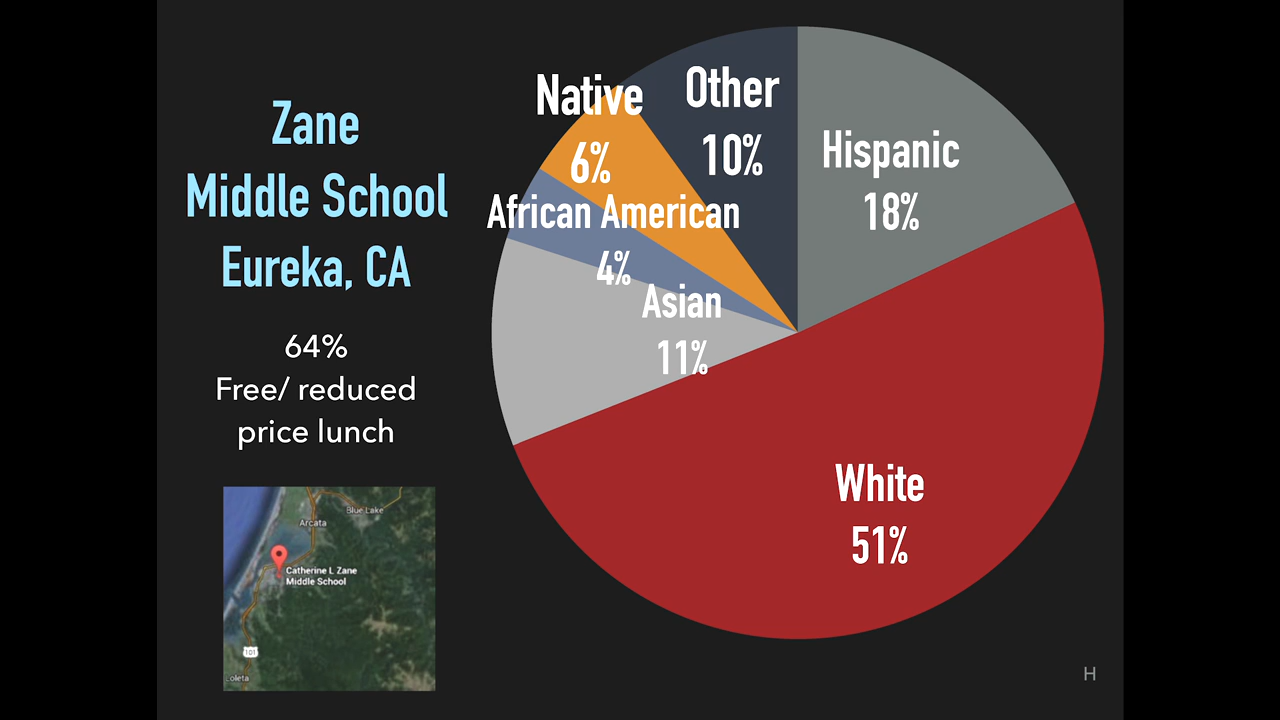 Zane
Middle School
Eureka, CA
64%
Free/ reduced
price lunch
Blue Lake
Arcata
Catherine L Zane
Middle School
101
Loleta
Native
6%
Other
10%
Hispanic
18%
African American
4%
Asian
11%
White
51%
H